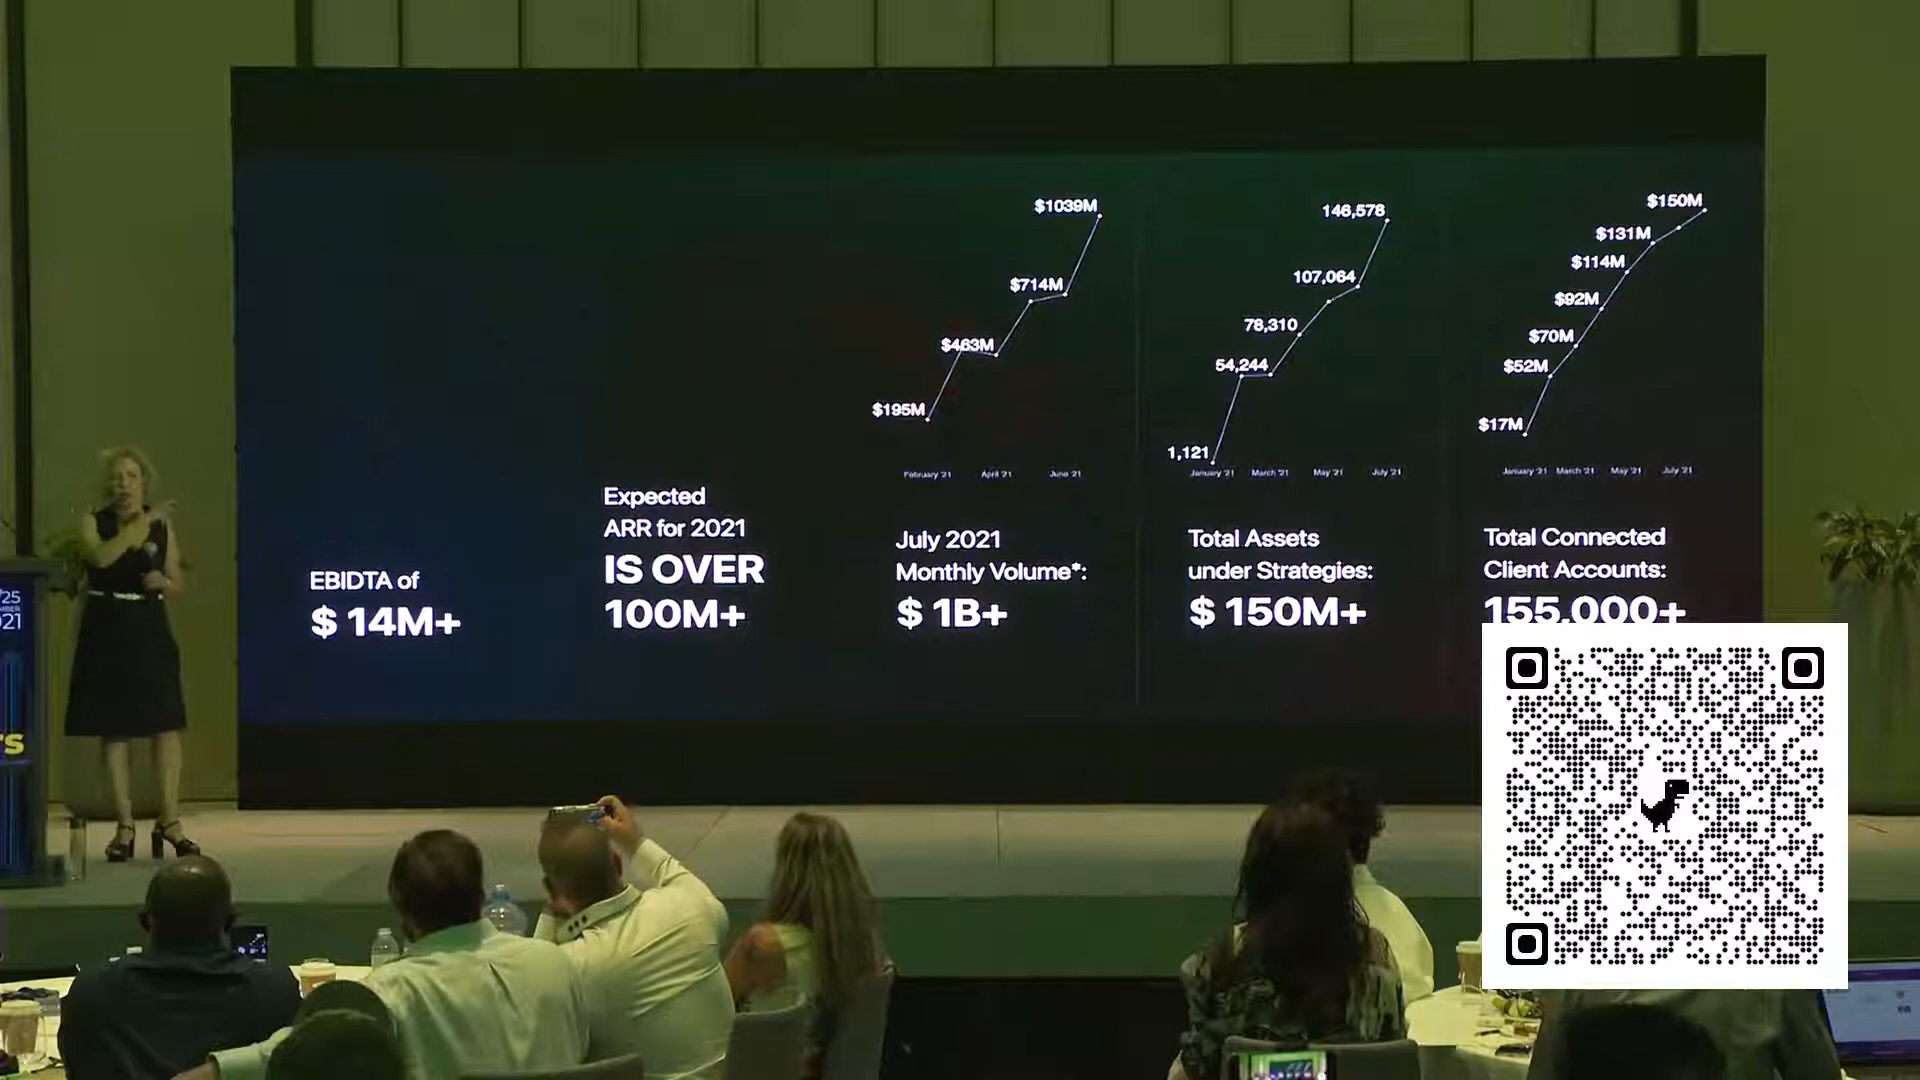 EBIDTA of
$ 14M+
Expected
ARR for 2021
IS OVER
100M+
$1039M
$714M
$463M
$195M
February '21 April '21 June '21
July 2021
Monthly Volume*:
$ 1B+
146,578
107,064
78,310
54,244
1,121
January '21 March '21 May '21 July '21
Total Assets
under Strategies:
$ 150M+
$150M
$131M
$114M
$92M
$70M
$52M
$17M
January '21 March '21 May '21 July '21
Total Connected
Client Accounts:
155,000+
/25
21